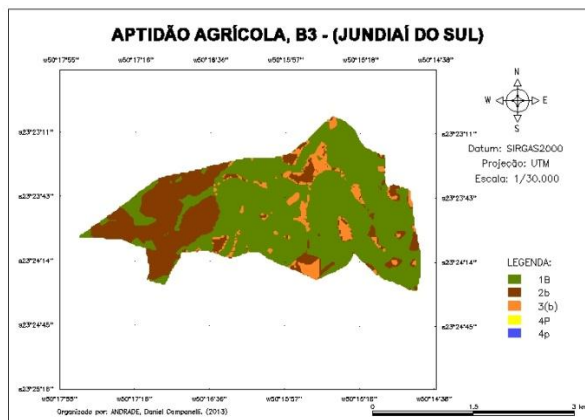 APTIDÃO AGRÍCOLA, B3 - (JUNDIAÍ DO SUL)
w50°17'55" w50°17'16" w50°16'36" w50°15'57" w50°15'18" w50°14'38"
N
W E
S
s23°23'11" s23°23'11"
Datum: SIRGAS2000
Projeção: UTM
Escala: 1/30.000
s23°23'43" s23°23'43"
s23°24'14" s23°24'14"
LEGENDA:
1B
2b
3(b)
4P
4p
s23°24'45" s23°24'45"
s23°25'16"
w50°17'55" w50°17'16" w50°16'36" w50°15'57" w50°15'18" w50°14'38"
Organizado por: ANDRADE, Daniel Campanelli. (2013)
0 1.5 3 km